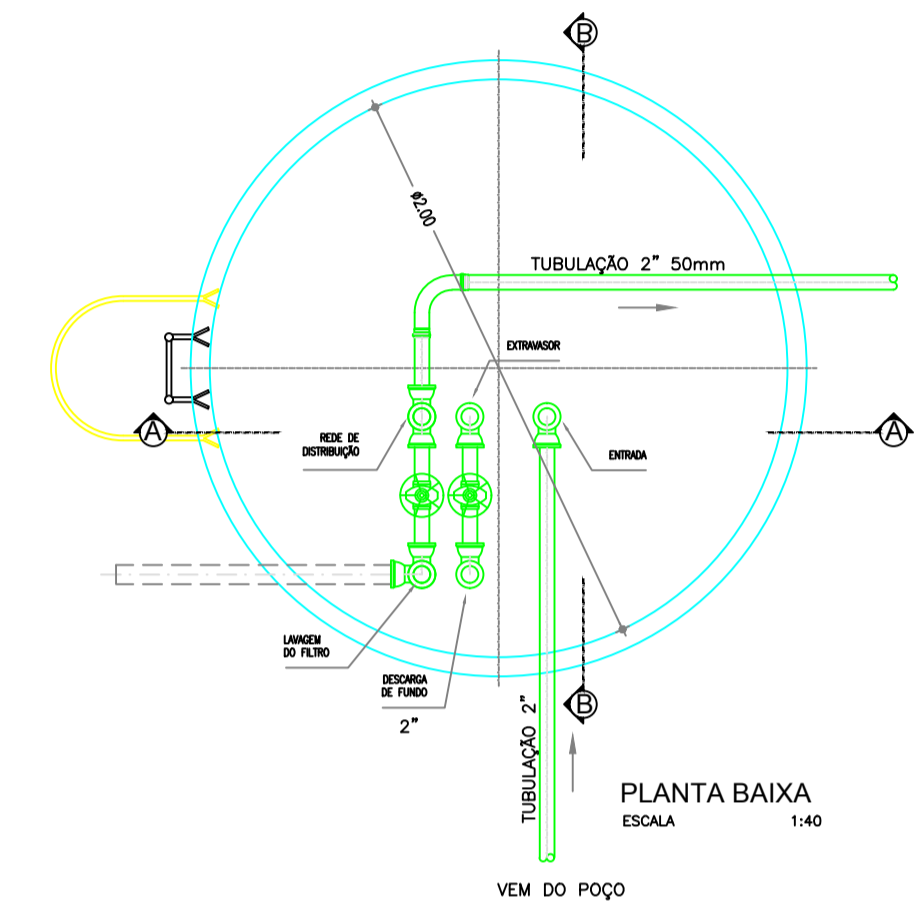 B
ø2.00
TUBULAÇÃO 2” 50mm
EXTRAVASOR
A
A
REDE DE
DISTRIBUIÇÃO
ENTRADA
LAVAGEM
DO FILTRO
DESCARGA
DE FUNDO
2”
B
TUBULAÇÃO 2”
PLANTA BAIXA
ESCALA 1:40
VEM DO POÇO